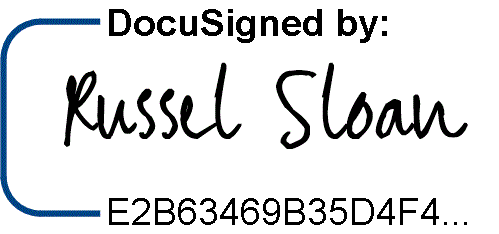 DocuSigned by:
Russel Sloan
E2B63469B35D4F4...